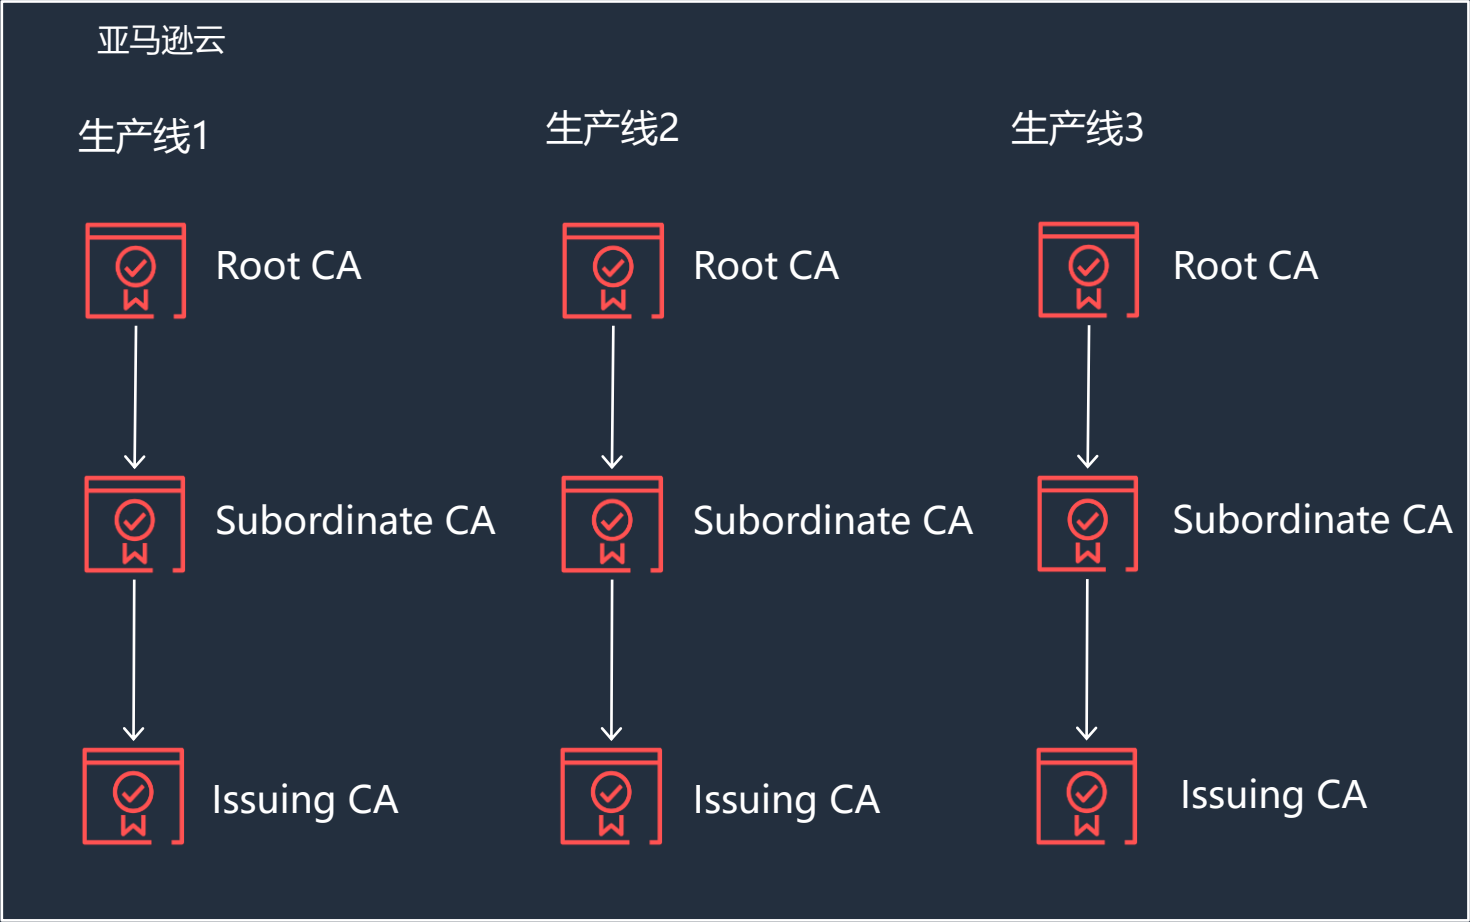 亚马逊云
生产线1
生产线2
生产线3
Root CA
Root CA
Root CA
Subordinate CA
Subordinate CA
Subordinate CA
Issuing CA
Issuing CA
Issuing CA